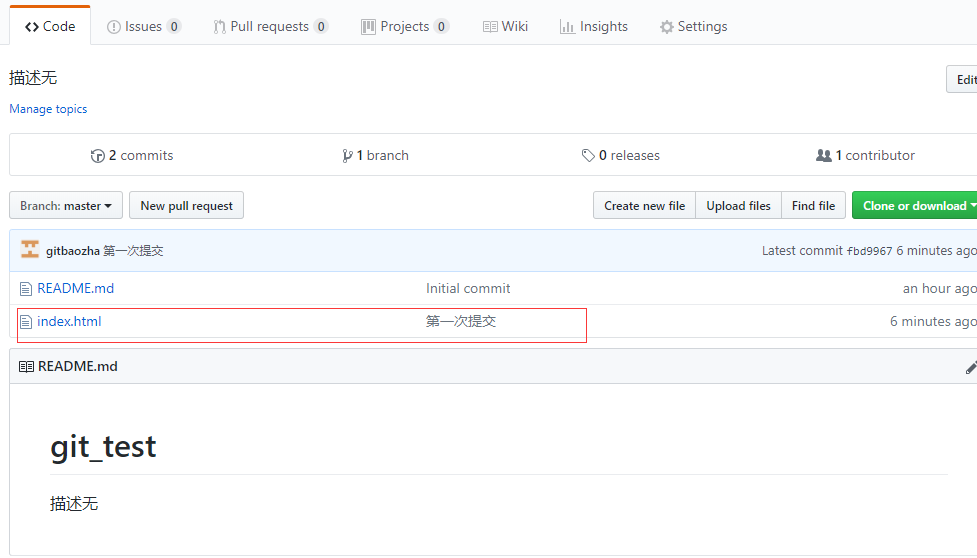 Code Issues 0 Pull requests 0 Projects 0 Wiki Insights Settings
描述无 Edit
Manage topics
2 commits 1 branch 0 releases 1 contributor
Branch: master New pull request Create new file Upload files Find file Clone or download
gitbaozha 第一次提交 Latest commit fbd9967 6 minutes ago
README.md Initial commit an hour ago
index.html 第一次提交 6 minutes ago
README.md
git_test
描述无